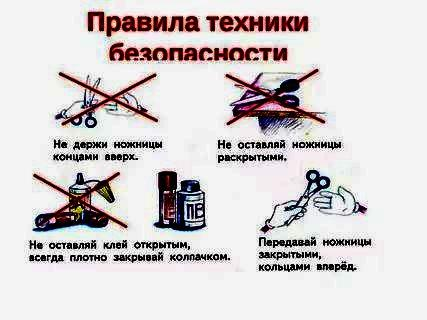 Правила техники
безопасности
Не держи ножницы
концами вверх.
Не оставляй ножницы
раскрытыми.
Не оставляй клей открытым,
всегда плотно закрывай колпачком.
Передавай ножницы
закрытыми,
кольцами вперёд.